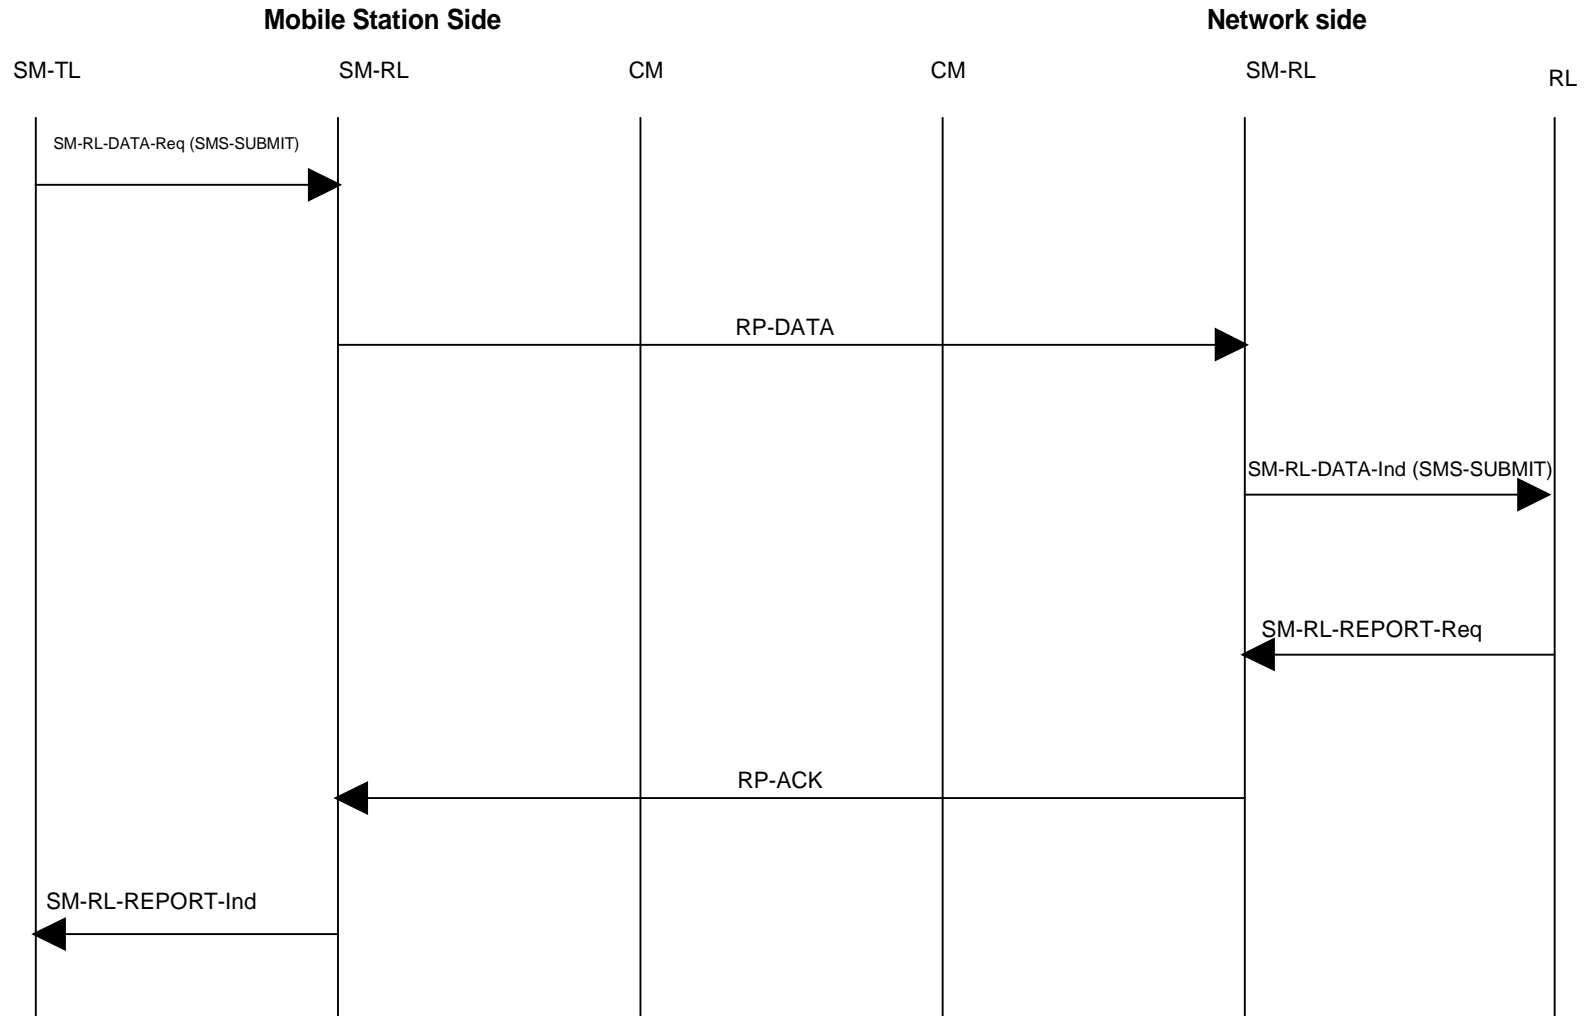 Mobile Station Side
Network side
SM-TL
SM-RL
CM
CM
SM-RL
RL
SM-RL-DATA-Req (SMS-SUBMIT)
RP-DATA
SM-RL-DATA-Ind (SMS-SUBMIT)
SM-RL-REPORT-Req
RP-ACK
SM-RL-REPORT-Ind